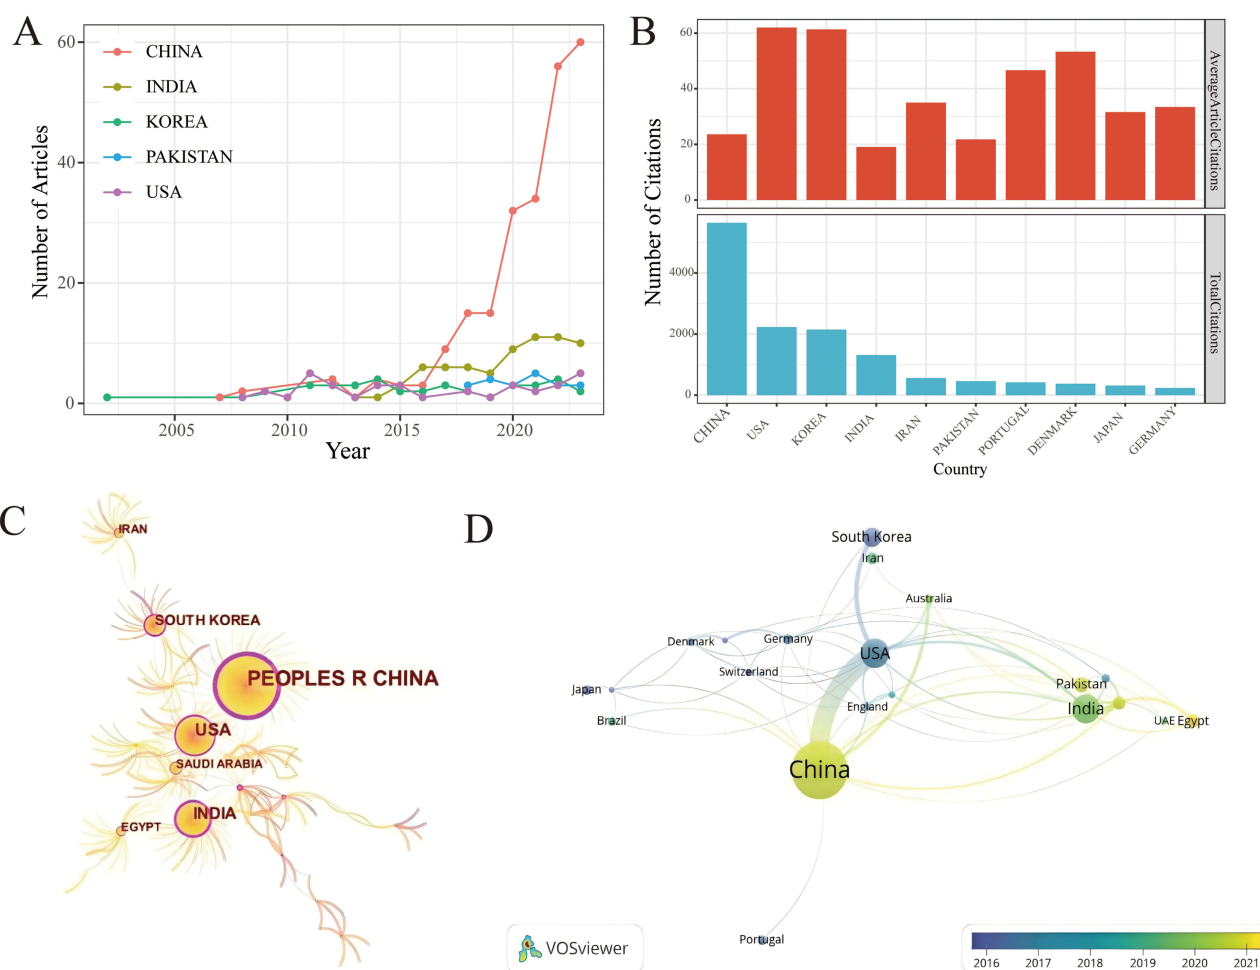 A
Number of Articles
60
40
20
0
CHINA
INDIA
KOREA
PAKISTAN
USA
2005
2010
2015
2020
Year
B
Number of Citations
60
40
20
0
AverageArticleCitations
4000
2000
0
TotalCitations
CHINA
USA
KOREA
INDIA
IRAN
PAKISTAN
PORTUGAL
DENMARK
JAPAN
GERMANY
Country
C
IRAN
SOUTH KOREA
PEOPLES R CHINA
USA
SAUDI ARABIA
INDIA
EGYPT
D
South Korea
Iran
Australia
Denmark
Germany
USA
Switzerland
Japan
Pakistan
England
India
Brazil
UAE
Egypt
China
Portugal
VOSviewer
2016
2017
2018
2019
2020
2021